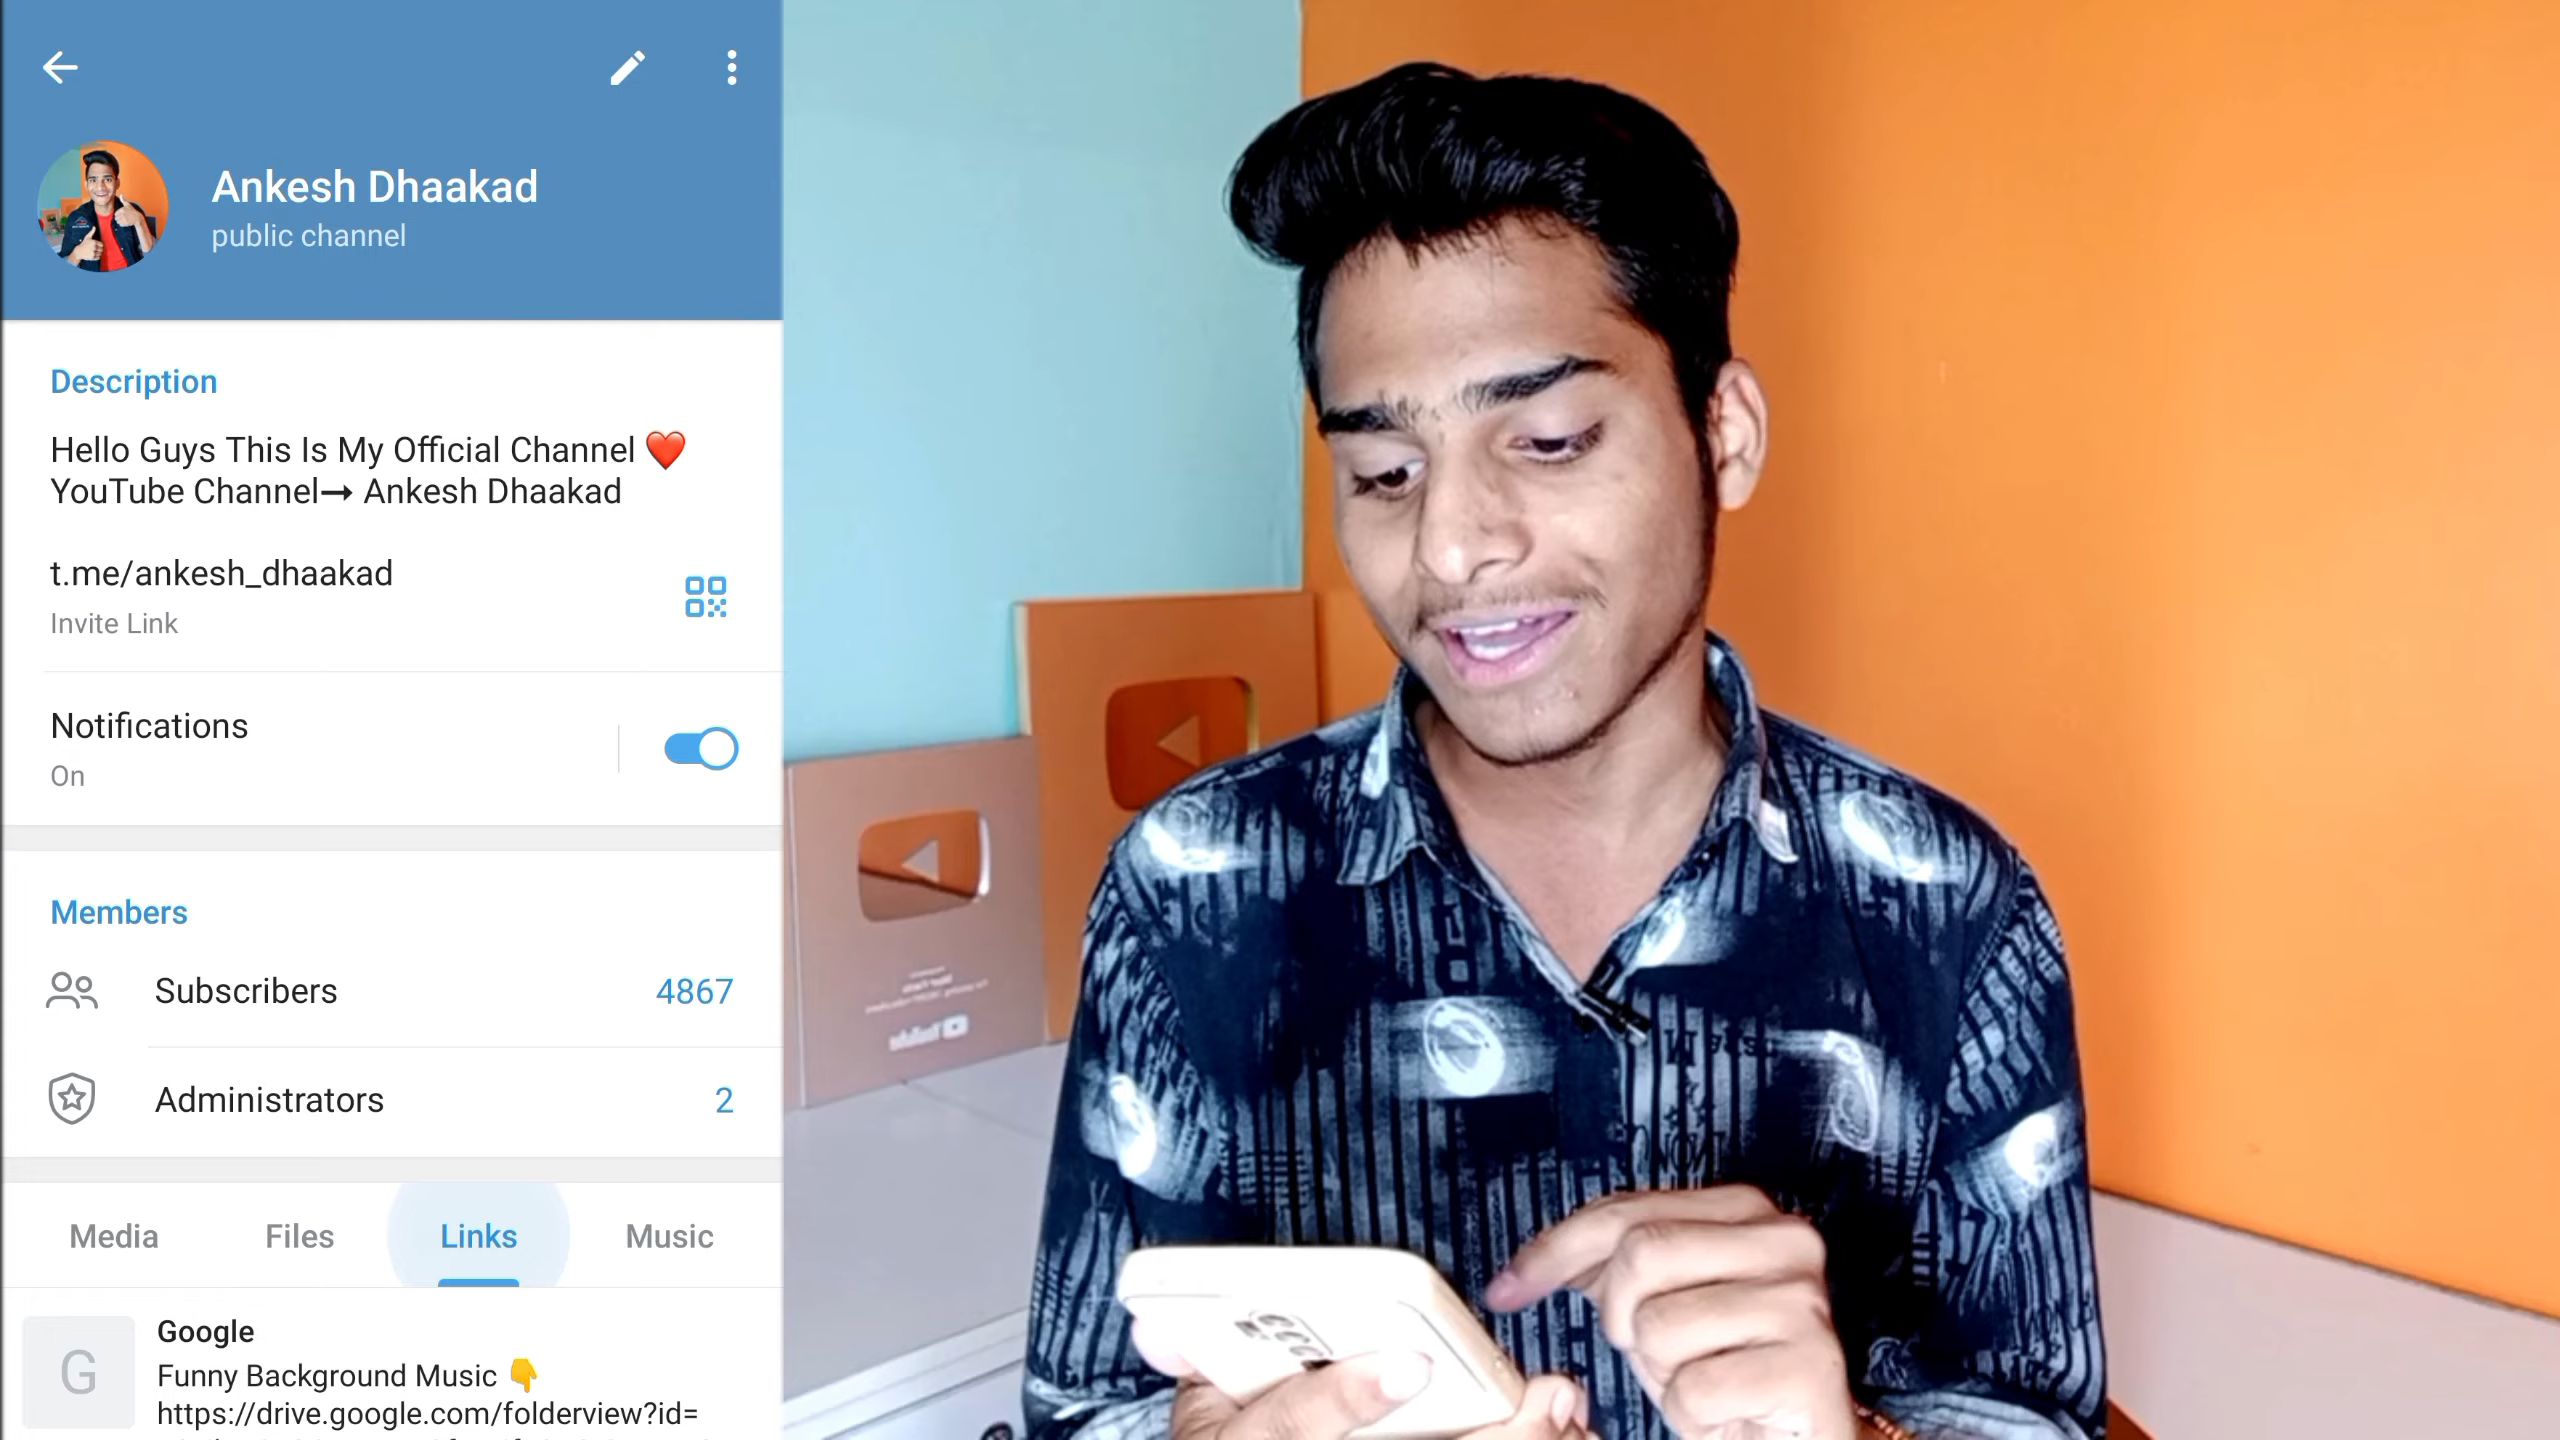 Ankesh Dhaakad
public channel
Description
Hello Guys This Is My Official Channel ❤️
YouTube Channel→ Ankesh Dhaakad
t.me/ankesh_dhaakad
Invite Link
Notifications
On
Members
Subscribers 4867
Administrators 2
Media Files Links Music
G
Google
Funny Background Music 👇
https://drive.google.com/folderview?id=